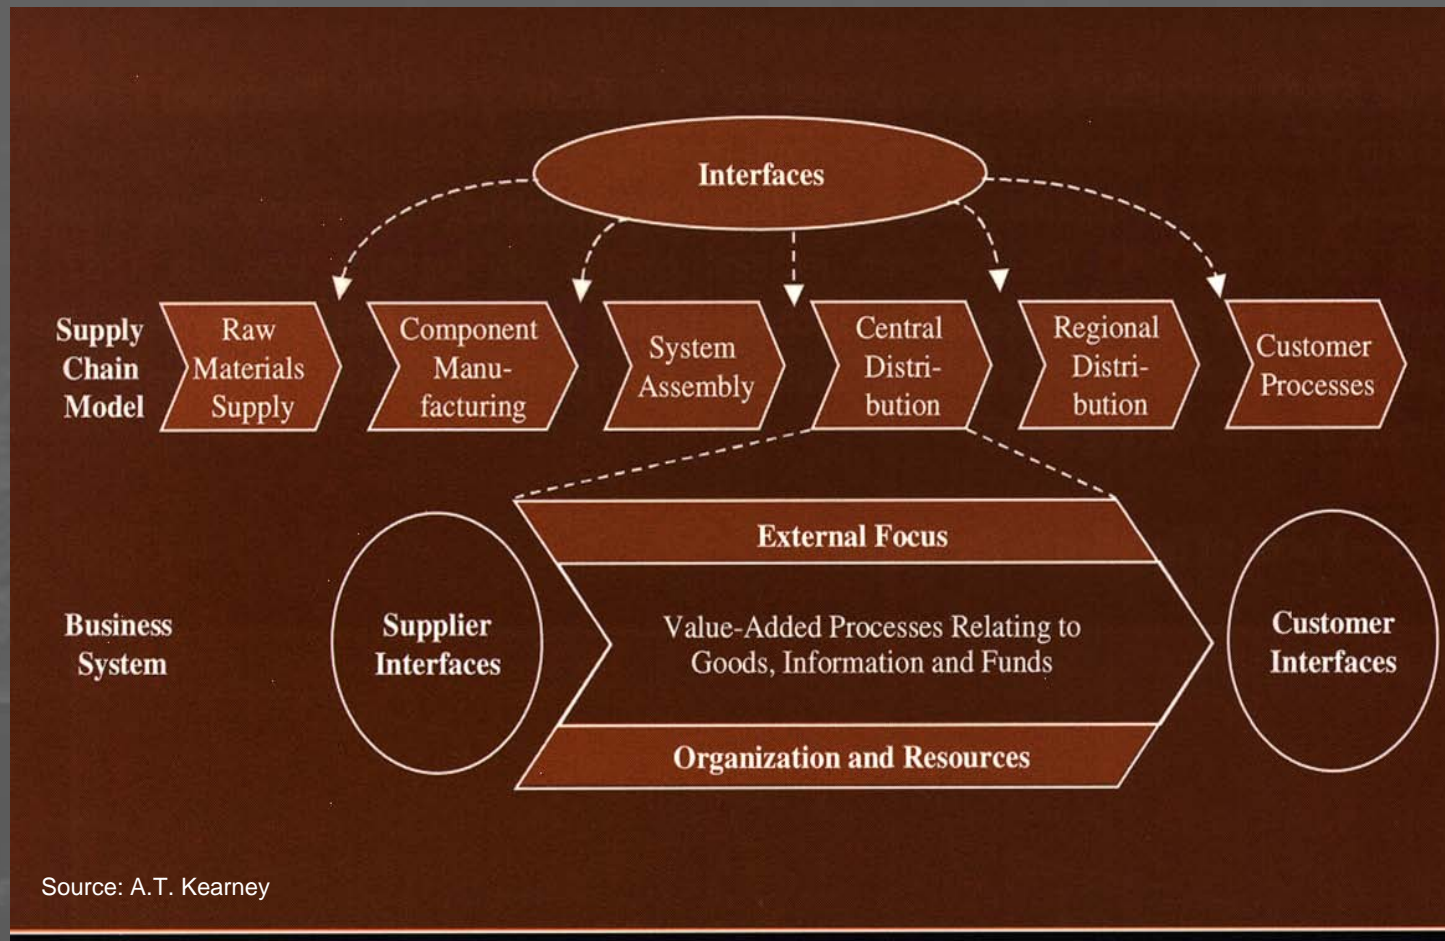 Interfaces
Supply
Chain
Model
Raw
Materials
Supply
Component
Manu-
facturing
System
Assembly
Central
Distri-
bution
Regional
Distri-
bution
Customer
Processes
External Focus
Business
System
Supplier
Interfaces
Value-Added Processes Relating to
Goods, Information and Funds
Customer
Interfaces
Organization and Resources
Source: A.T. Kearney